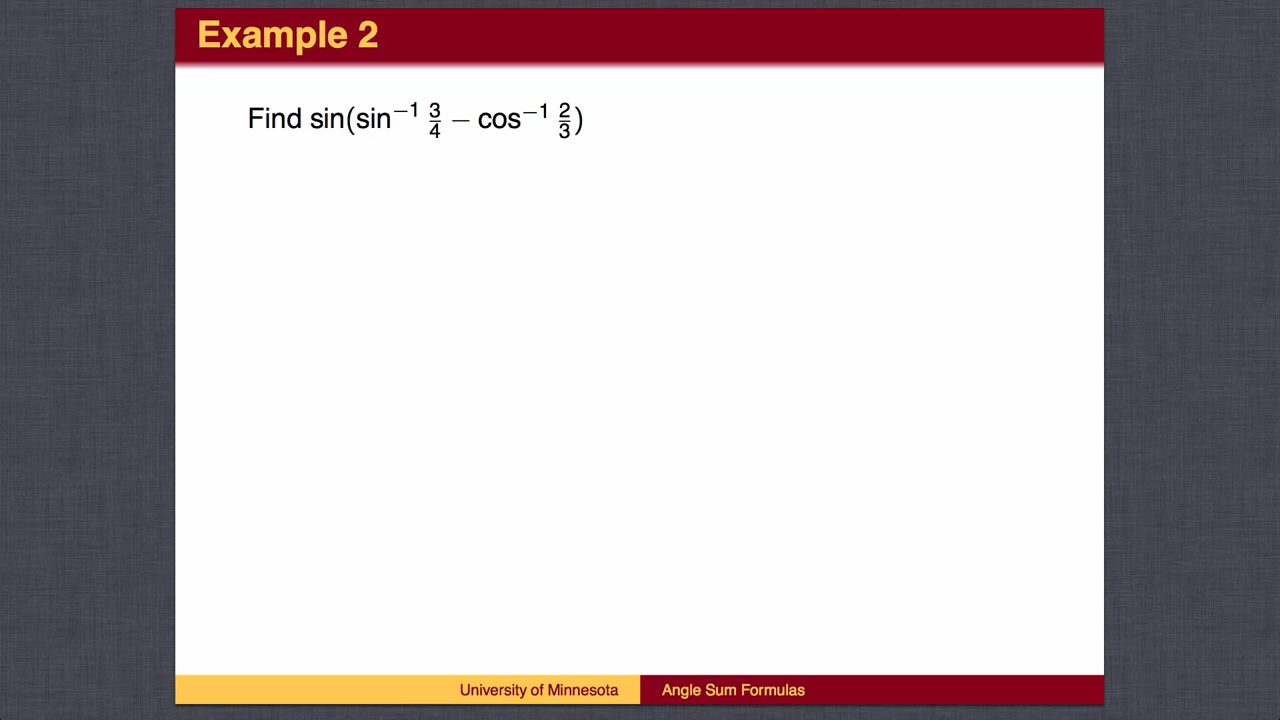 Example 2
Find sin(sin⁻¹ 3/4 − cos⁻¹ 2/3)
University of Minnesota
Angle Sum Formulas